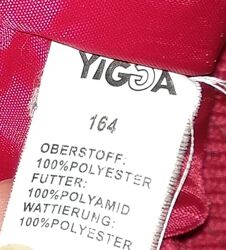 YIGGA
164
OBERSTOFF:
100%POLYESTER
FUTTER:
100%POLYAMID
WATTIERUNG:
100%POLYESTER